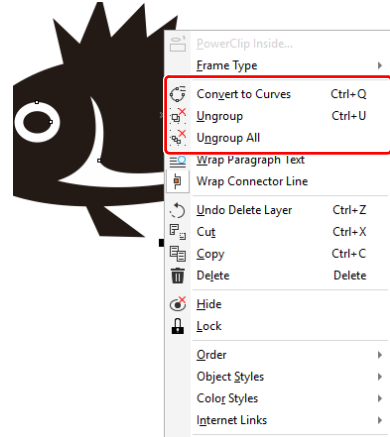 PowerClip Inside...
Frame Type
Convert to Curves Ctrl+Q
Ungroup Ctrl+U
Ungroup All
Wrap Paragraph Text
Wrap Connector Line
Undo Delete Layer Ctrl+Z
Cut Ctrl+X
Copy Ctrl+C
Delete Delete
Hide
Lock
Order
Object Styles
Color Styles
Internet Links